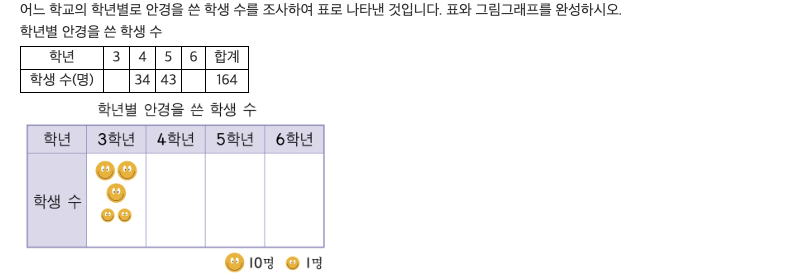 어느 학교의 학년별로 안경을 쓴 학생 수를 조사하여 표로 나타낸 것입니다. 표와 그림그래프를 완성하시오.
학년별 안경을 쓴 학생 수
학년 3 4 5 6 합계
학생 수(명) 34 43 164
학년별 안경을 쓴 학생 수
학년 3학년 4학년 5학년 6학년
학생 수
10명 1명